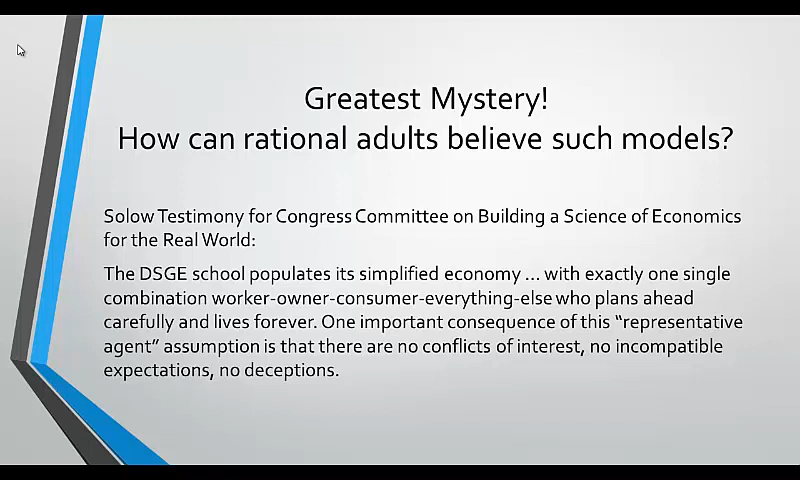 Greatest Mystery!
How can rational adults believe such models?
Solow Testimony for Congress Committee on Building a Science of Economics
for the Real World:
The DSGE school populates its simplified economy … with exactly one single
combination worker-owner-consumer-everything-else who plans ahead
carefully and lives forever. One important consequence of this “representative
agent” assumption is that there are no conflicts of interest, no incompatible
expectations, no deceptions.